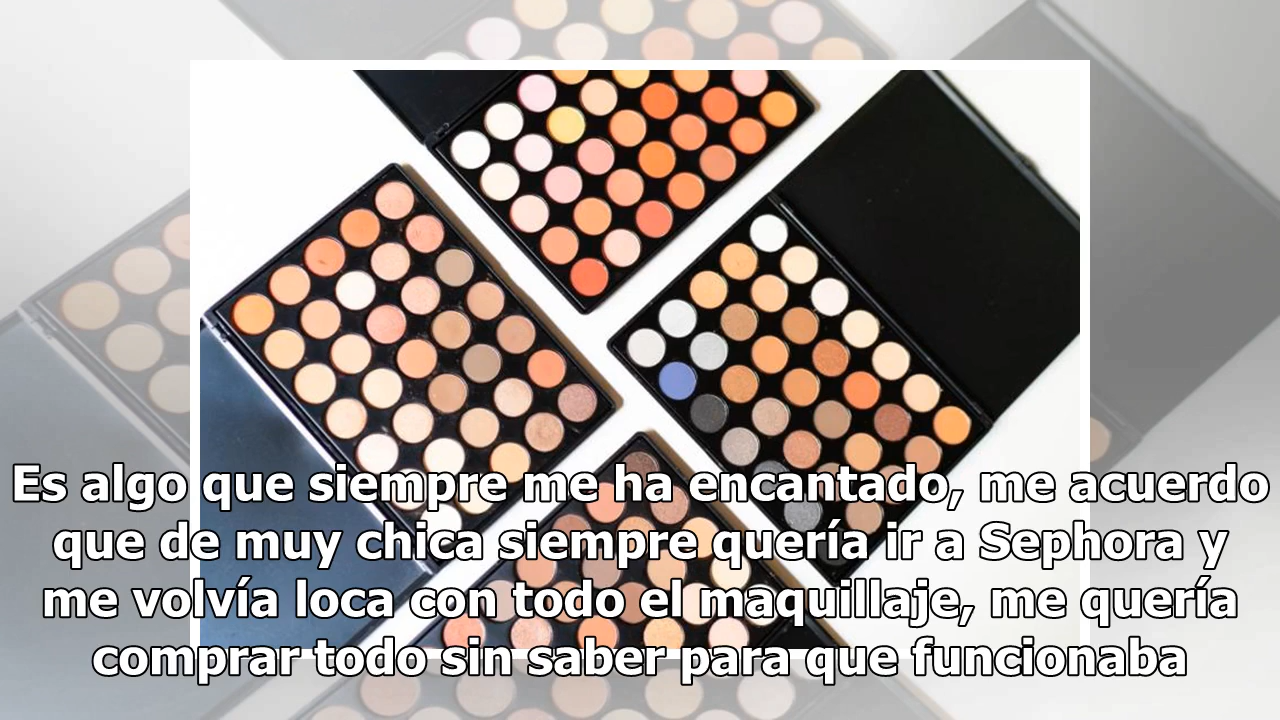 Es algo que siempre me ha encantado, me acuerdo
que de muy chica siempre quería ir a Sephora y
me volvía loca con todo el maquillaje, me quería
comprar todo sin saber para que funcionaba